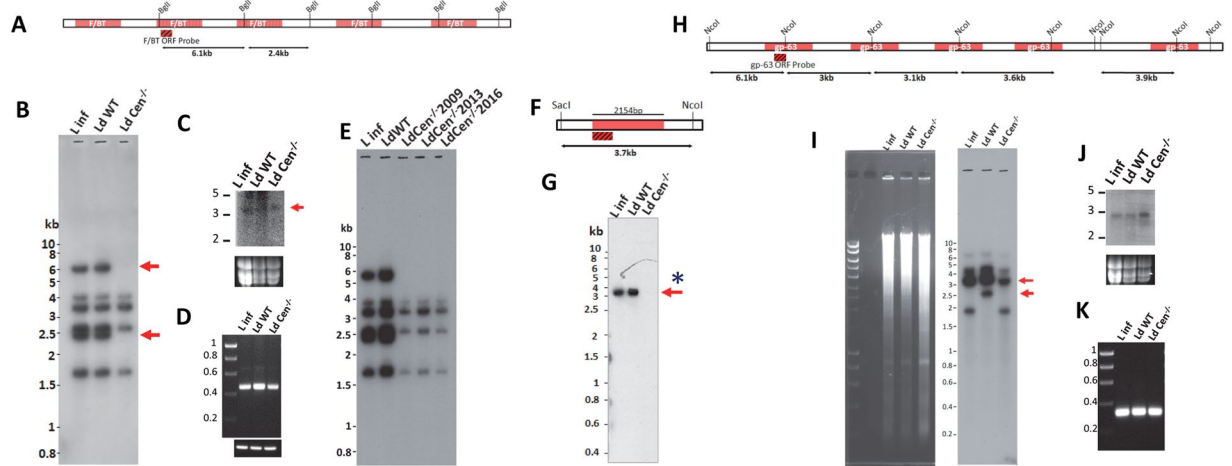 A
BglI BglI BglI BglI BglI BglI
F/BT F/BT F/BT F/BT F/BT
F/BT ORF Probe
6.1kb 2.4kb
H
NcoI NcoI NcoI NcoI NcoI NcoI NcoI NcoI NcoI
gp-63 gp-63 gp-63 gp-63 gp-63
gp-63 ORF Probe
6.1kb 3kb 3.1kb 3.6kb 3.9kb
B
L inf Ld WT Ld Cen-/-
kb
10
8
6
5
4
3
2.5
2
1.5
1
0.8
C
L inf Ld WT Ld Cen-/-
5
3
2
D
L inf Ld WT Ld Cen-/-
1
0.8
0.6
0.4
0.2
E
L inf LdWT LdCen-/-2009 LdCen-/-2013 LdCen-/-2016
kb
10
8
6
5
4
3
2.5
2
1.5
1
0.8
F
SacI 2154bp NcoI
3.7kb
G
L inf Ld WT Ld Cen-/-
kb
10
8
6
5
4
3
2.5
2
1.5
1
0.8
0.6
0.4
*
I
L inf Ld WT Ld Cen-/-
L inf Ld WT Ld Cen-/-
10
8
6
5
4
3
2.5
2
1.5
1
0.8
0.6
0.4
0.2
J
L inf Ld WT Ld Cen-/-
5
3
2
K
L inf Ld WT Ld Cen-/-
1
0.8
0.6
0.4
0.2